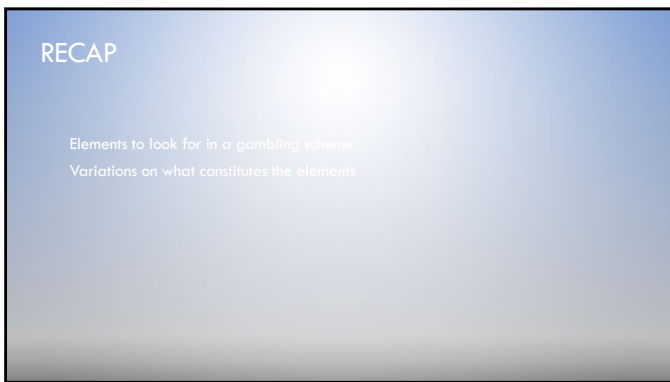 RECAP
Elements to look for in a gambling scheme
Variations on what constitutes the elements